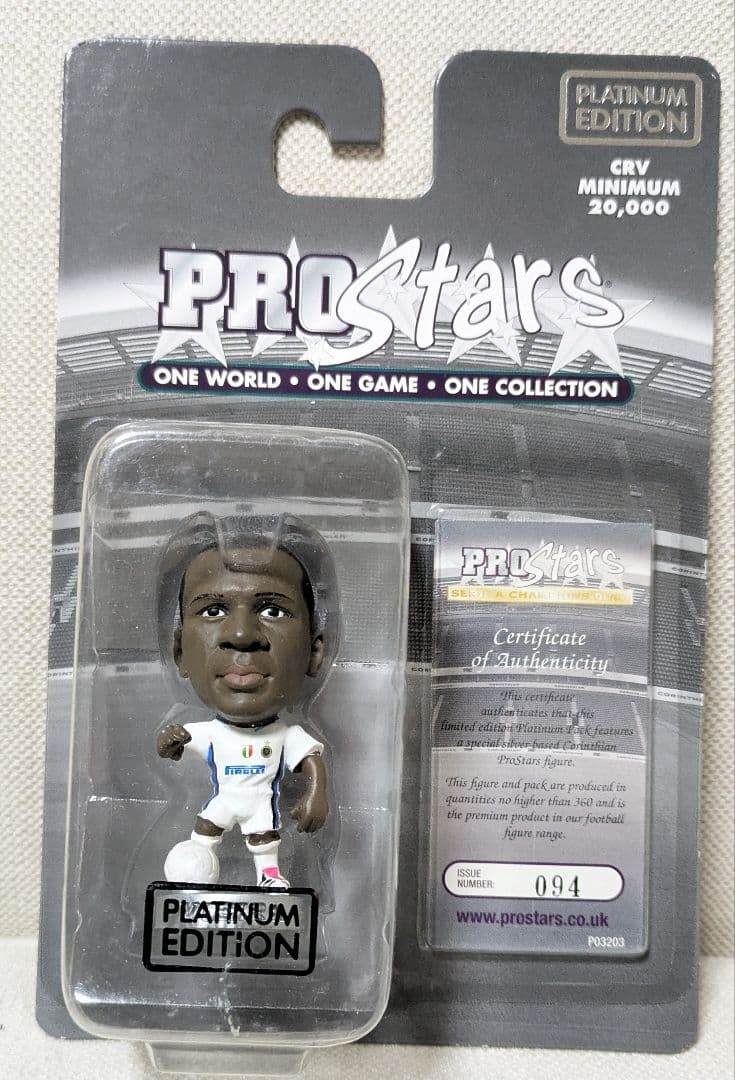 PLATINUM
EDITION
CRV
MINIMUM
20,000
PROStars
ONE WORLD • ONE GAME • ONE COLLECTION
PROStars
Certificate
of Authenticity
This certificate
authenticates that this
limited edition Platinum Pack features
a special silver based Corinthian
ProStars figure.
This figure and pack are produced in
quantities no higher than 360 and is
the premium product in our football
figure range.
ISSUE
NUMBER: 094
www.prostars.co.uk
P03203
PIRELLI
PLATINUM
EDITION